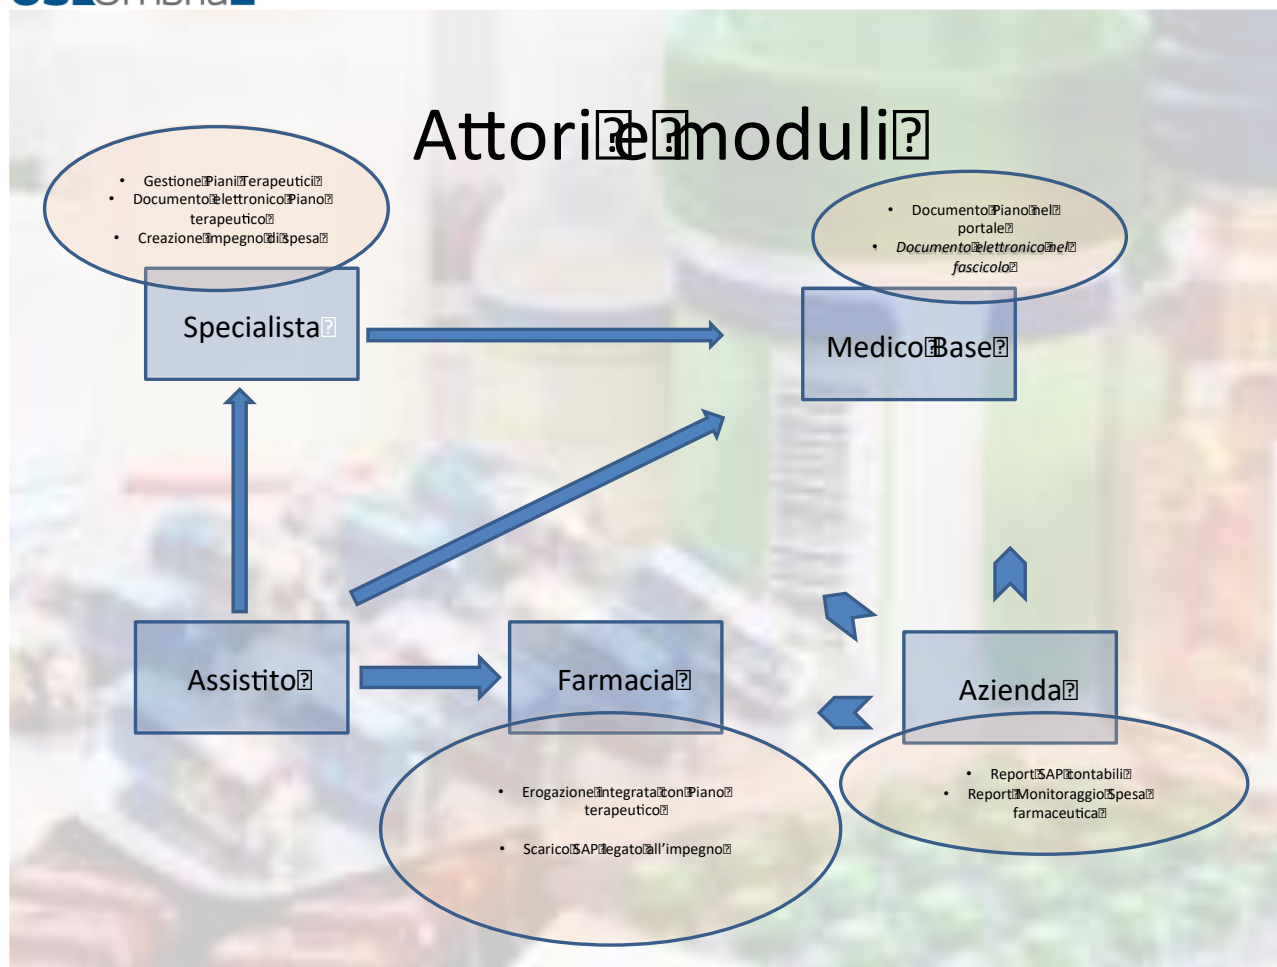 Attori e moduli
• Gestione Piani Terapeutici
• Documento elettronico Piano
terapeutico
• Creazione impegno di spesa
• Documento Piano nel
portale
• Documento elettronico nel
fascicolo
Specialista
Medico Base
Assistito
Farmacia
Azienda
• Erogazione integrata con Piano
terapeutico
• Scarico SAP legato all'impegno
• Report SAP contabili
• Report Monitoraggio Spesa
farmaceutica